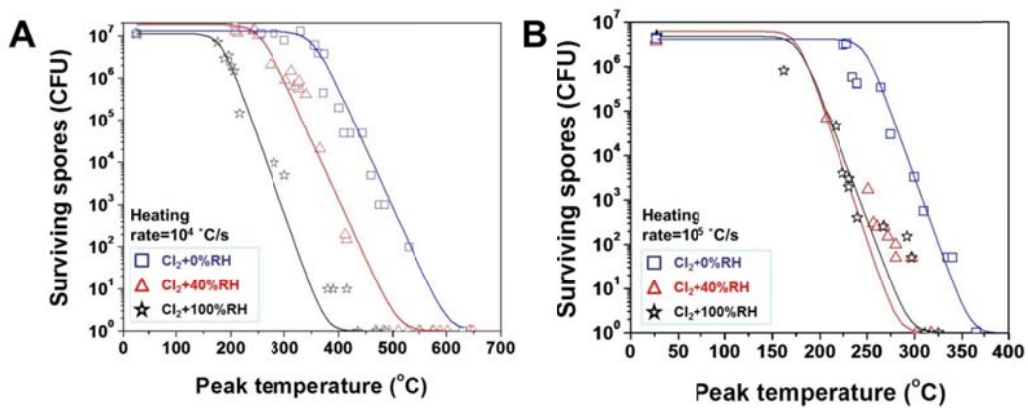 A
Surviving spores (CFU)
10⁷
10⁶
10⁵
10⁴
10³
10²
10¹
10⁰
Heating
rate=10⁴ °C/s
Cl₂+0%RH
Cl₂+40%RH
Cl₂+100%RH
0 100 200 300 400 500 600 700
Peak temperature (°C)
B
Surviving spores (CFU)
10⁷
10⁶
10⁵
10⁴
10³
10²
10¹
10⁰
Heating
rate=10⁵ °C/s
Cl₂+0%RH
Cl₂+40%RH
Cl₂+100%RH
0 50 100 150 200 250 300 350 400
Peak temperature (°C)